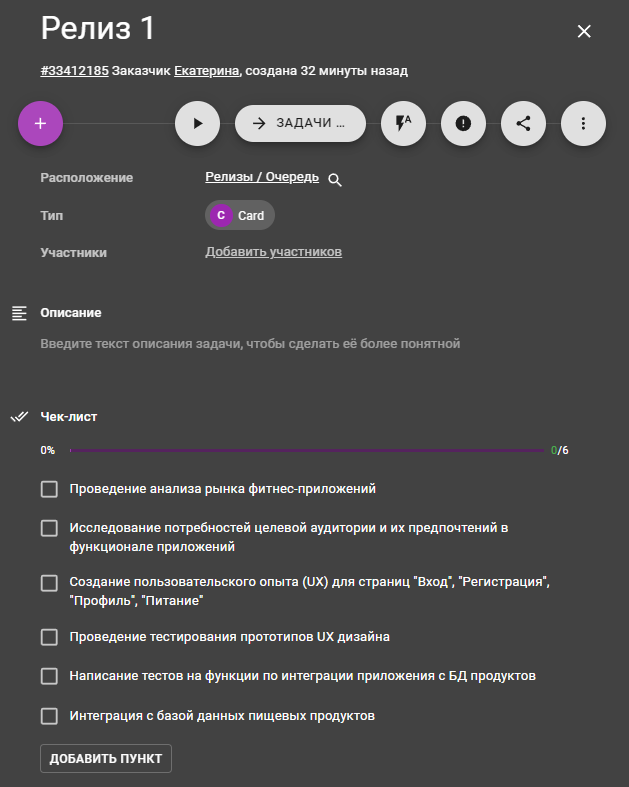 Релиз 1
#33412185 Заказчик Екатерина, создана 32 минуты назад
ЗАДАЧИ ...
Расположение
Релизы / Очередь
Тип
C Card
Участники
Добавить участников
Описание
Введите текст описания задачи, чтобы сделать её более понятной
Чек-лист
0%
0/6
Проведение анализа рынка фитнес-приложений
Исследование потребностей целевой аудитории и их предпочтений в
функционале приложений
Создание пользовательского опыта (UX) для страниц "Вход", "Регистрация",
"Профиль", "Питание"
Проведение тестирования прототипов UX дизайна
Написание тестов на функции по интеграции приложения с БД продуктов
Интеграция с базой данных пищевых продуктов
ДОБАВИТЬ ПУНКТ